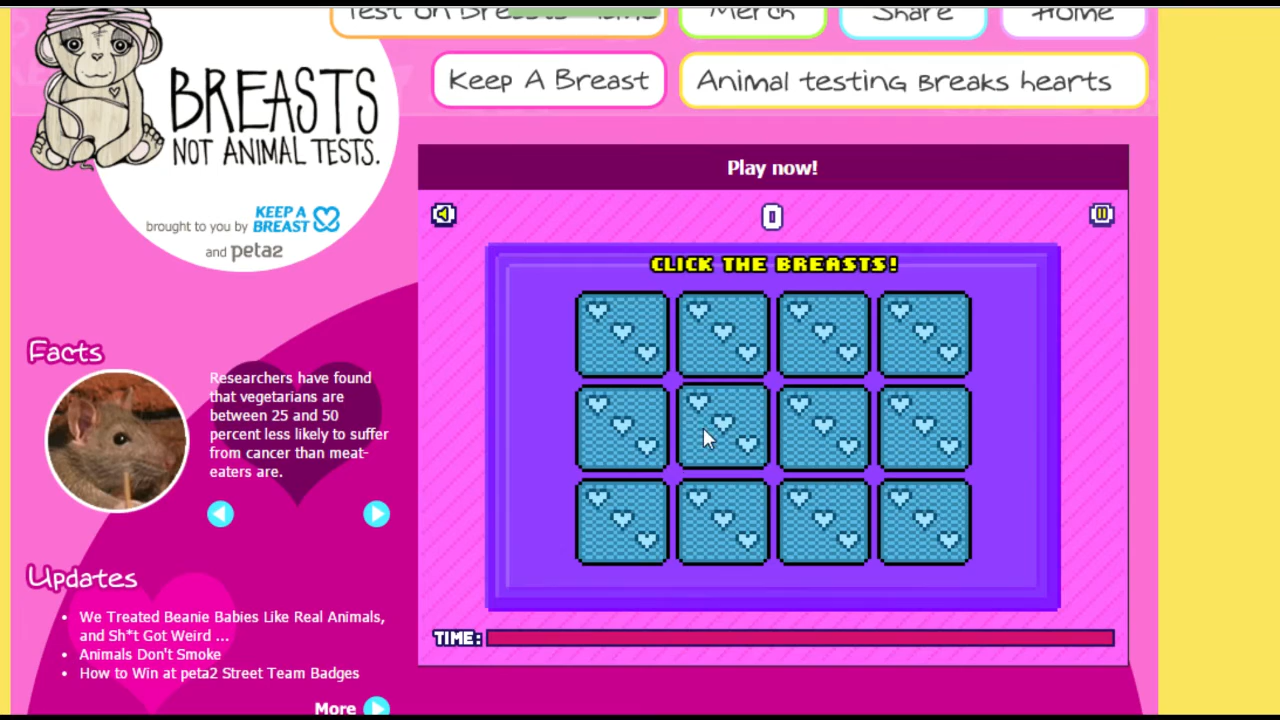 Test on Breasts
Merch
Share
Home
Keep A Breast
Animal testing Breaks hearts
BREASTS
NOT ANIMAL TESTS.
brought to you by KEEP A BREAST
and peta2
Play now!
0
CLICK THE BREASTS!
Facts
Researchers have found
that vegetarians are
between 25 and 50
percent less likely to suffer
from cancer than meat-
eaters are.
Updates
We Treated Beanie Babies Like Real Animals,
and Sh*t Got Weird ...
Animals Don't Smoke
How to Win at peta2 Street Team Badges
More
TIME: